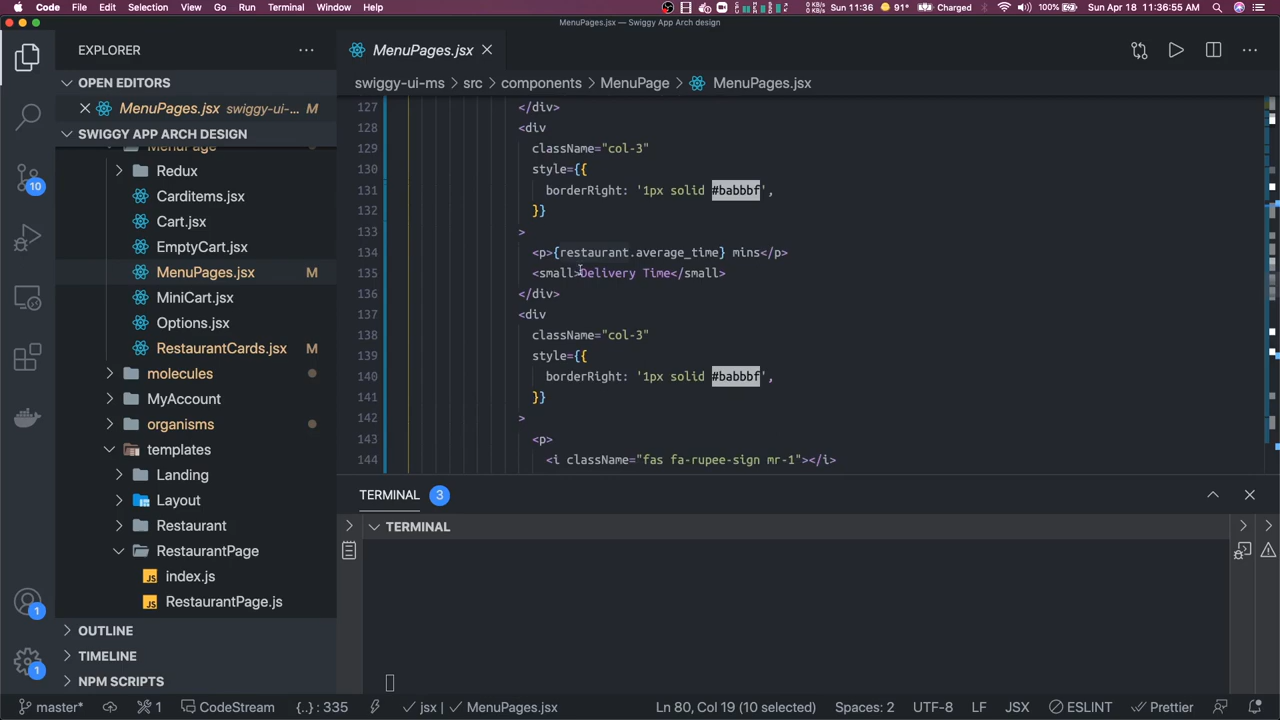 Code File Edit Selection View Go Run Terminal Window Help
Sun 11:36 91° Charged 100% Sun Apr 18 11:36:55 AM
MenuPages.jsx — Swiggy App Arch design
EXPLORER
OPEN EDITORS
MenuPages.jsx swiggy-ui-... M
SWIGGY APP ARCH DESIGN
MenuPage
Redux
Carditems.jsx
Cart.jsx
EmptyCart.jsx
MenuPages.jsx M
MiniCart.jsx
Options.jsx
RestaurantCards.jsx M
molecules
MyAccount
organisms
templates
Landing
Layout
Restaurant
RestaurantPage
index.js
RestaurantPage.js
OUTLINE
TIMELINE
NPM SCRIPTS
10
1
1
MenuPages.jsx
swiggy-ui-ms > src > components > MenuPage > MenuPages.jsx
127 </div>
128 <div
129 className="col-3"
130 style={{
131 borderRight: '1px solid #babbbf',
132 }}
133 >
134 <p>{restaurant.average_time} mins</p>
135 <small>Delivery Time</small>
136 </div>
137 <div
138 className="col-3"
139 style={{
140 borderRight: '1px solid #babbbf',
141 }}
142 >
143 <p>
144 <i className="fas fa-rupee-sign mr-1"></i>
TERMINAL 3
TERMINAL
master* 1 CodeStream {..} : 335 jsx | MenuPages.jsx Ln 80, Col 19 (10 selected) Spaces: 2 UTF-8 LF JSX ESLINT Prettier